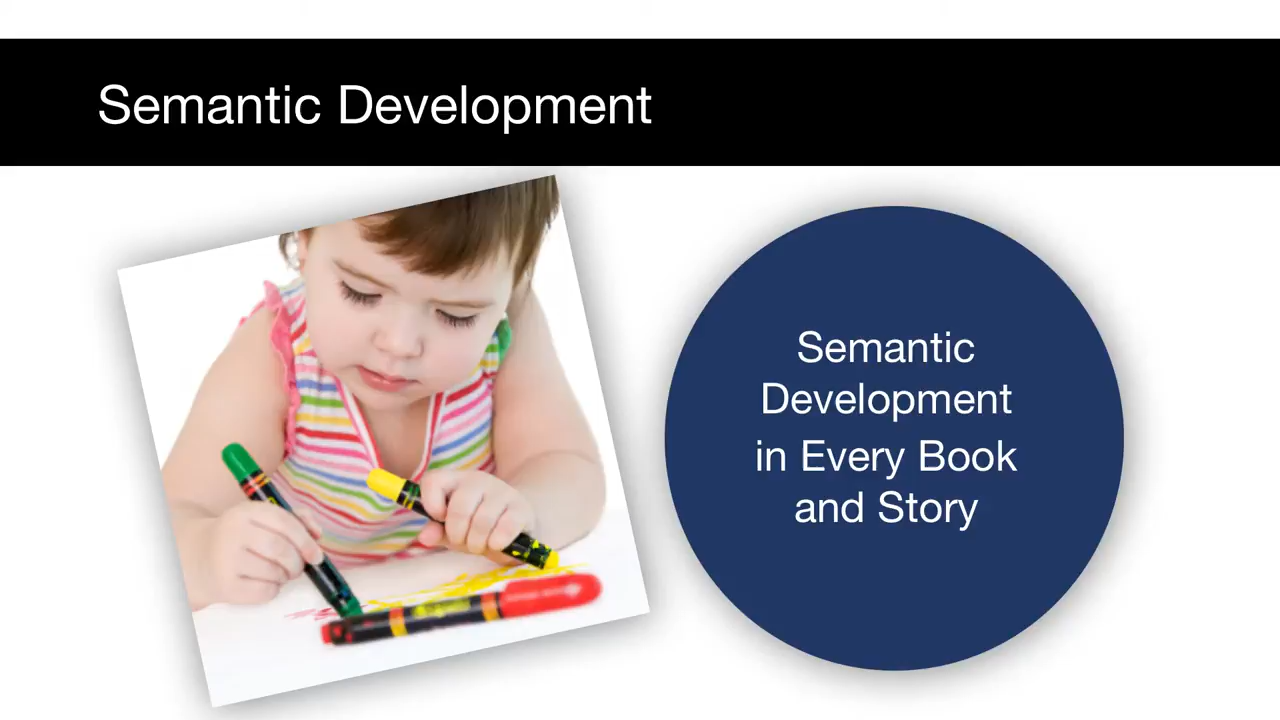 Semantic Development
Semantic
Development
in Every Book
and Story